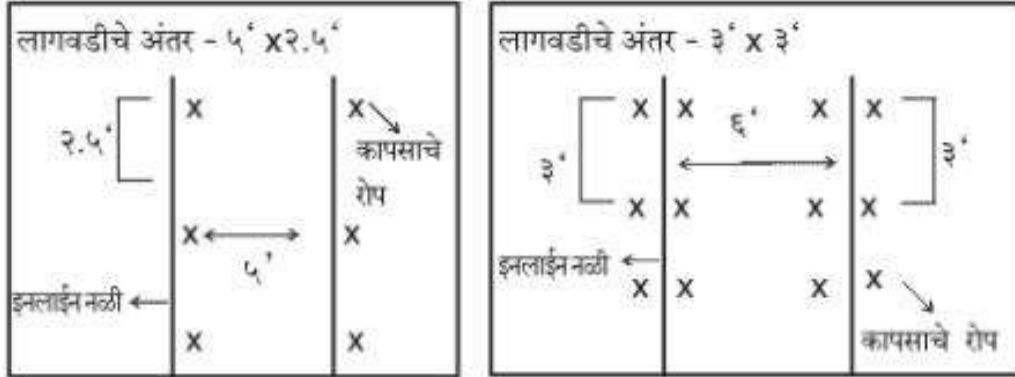 लागवडीचे अंतर - ५‘ x २.५‘
x x
२.५‘
कापसाचे
रोप
x x
५’
इनलाईन नळी
x x
लागवडीचे अंतर - ३‘ x ३‘
x x x x
६‘
३‘ ३‘
x x x x
इनलाईन नळी
x x x x
कापसाचे रोप